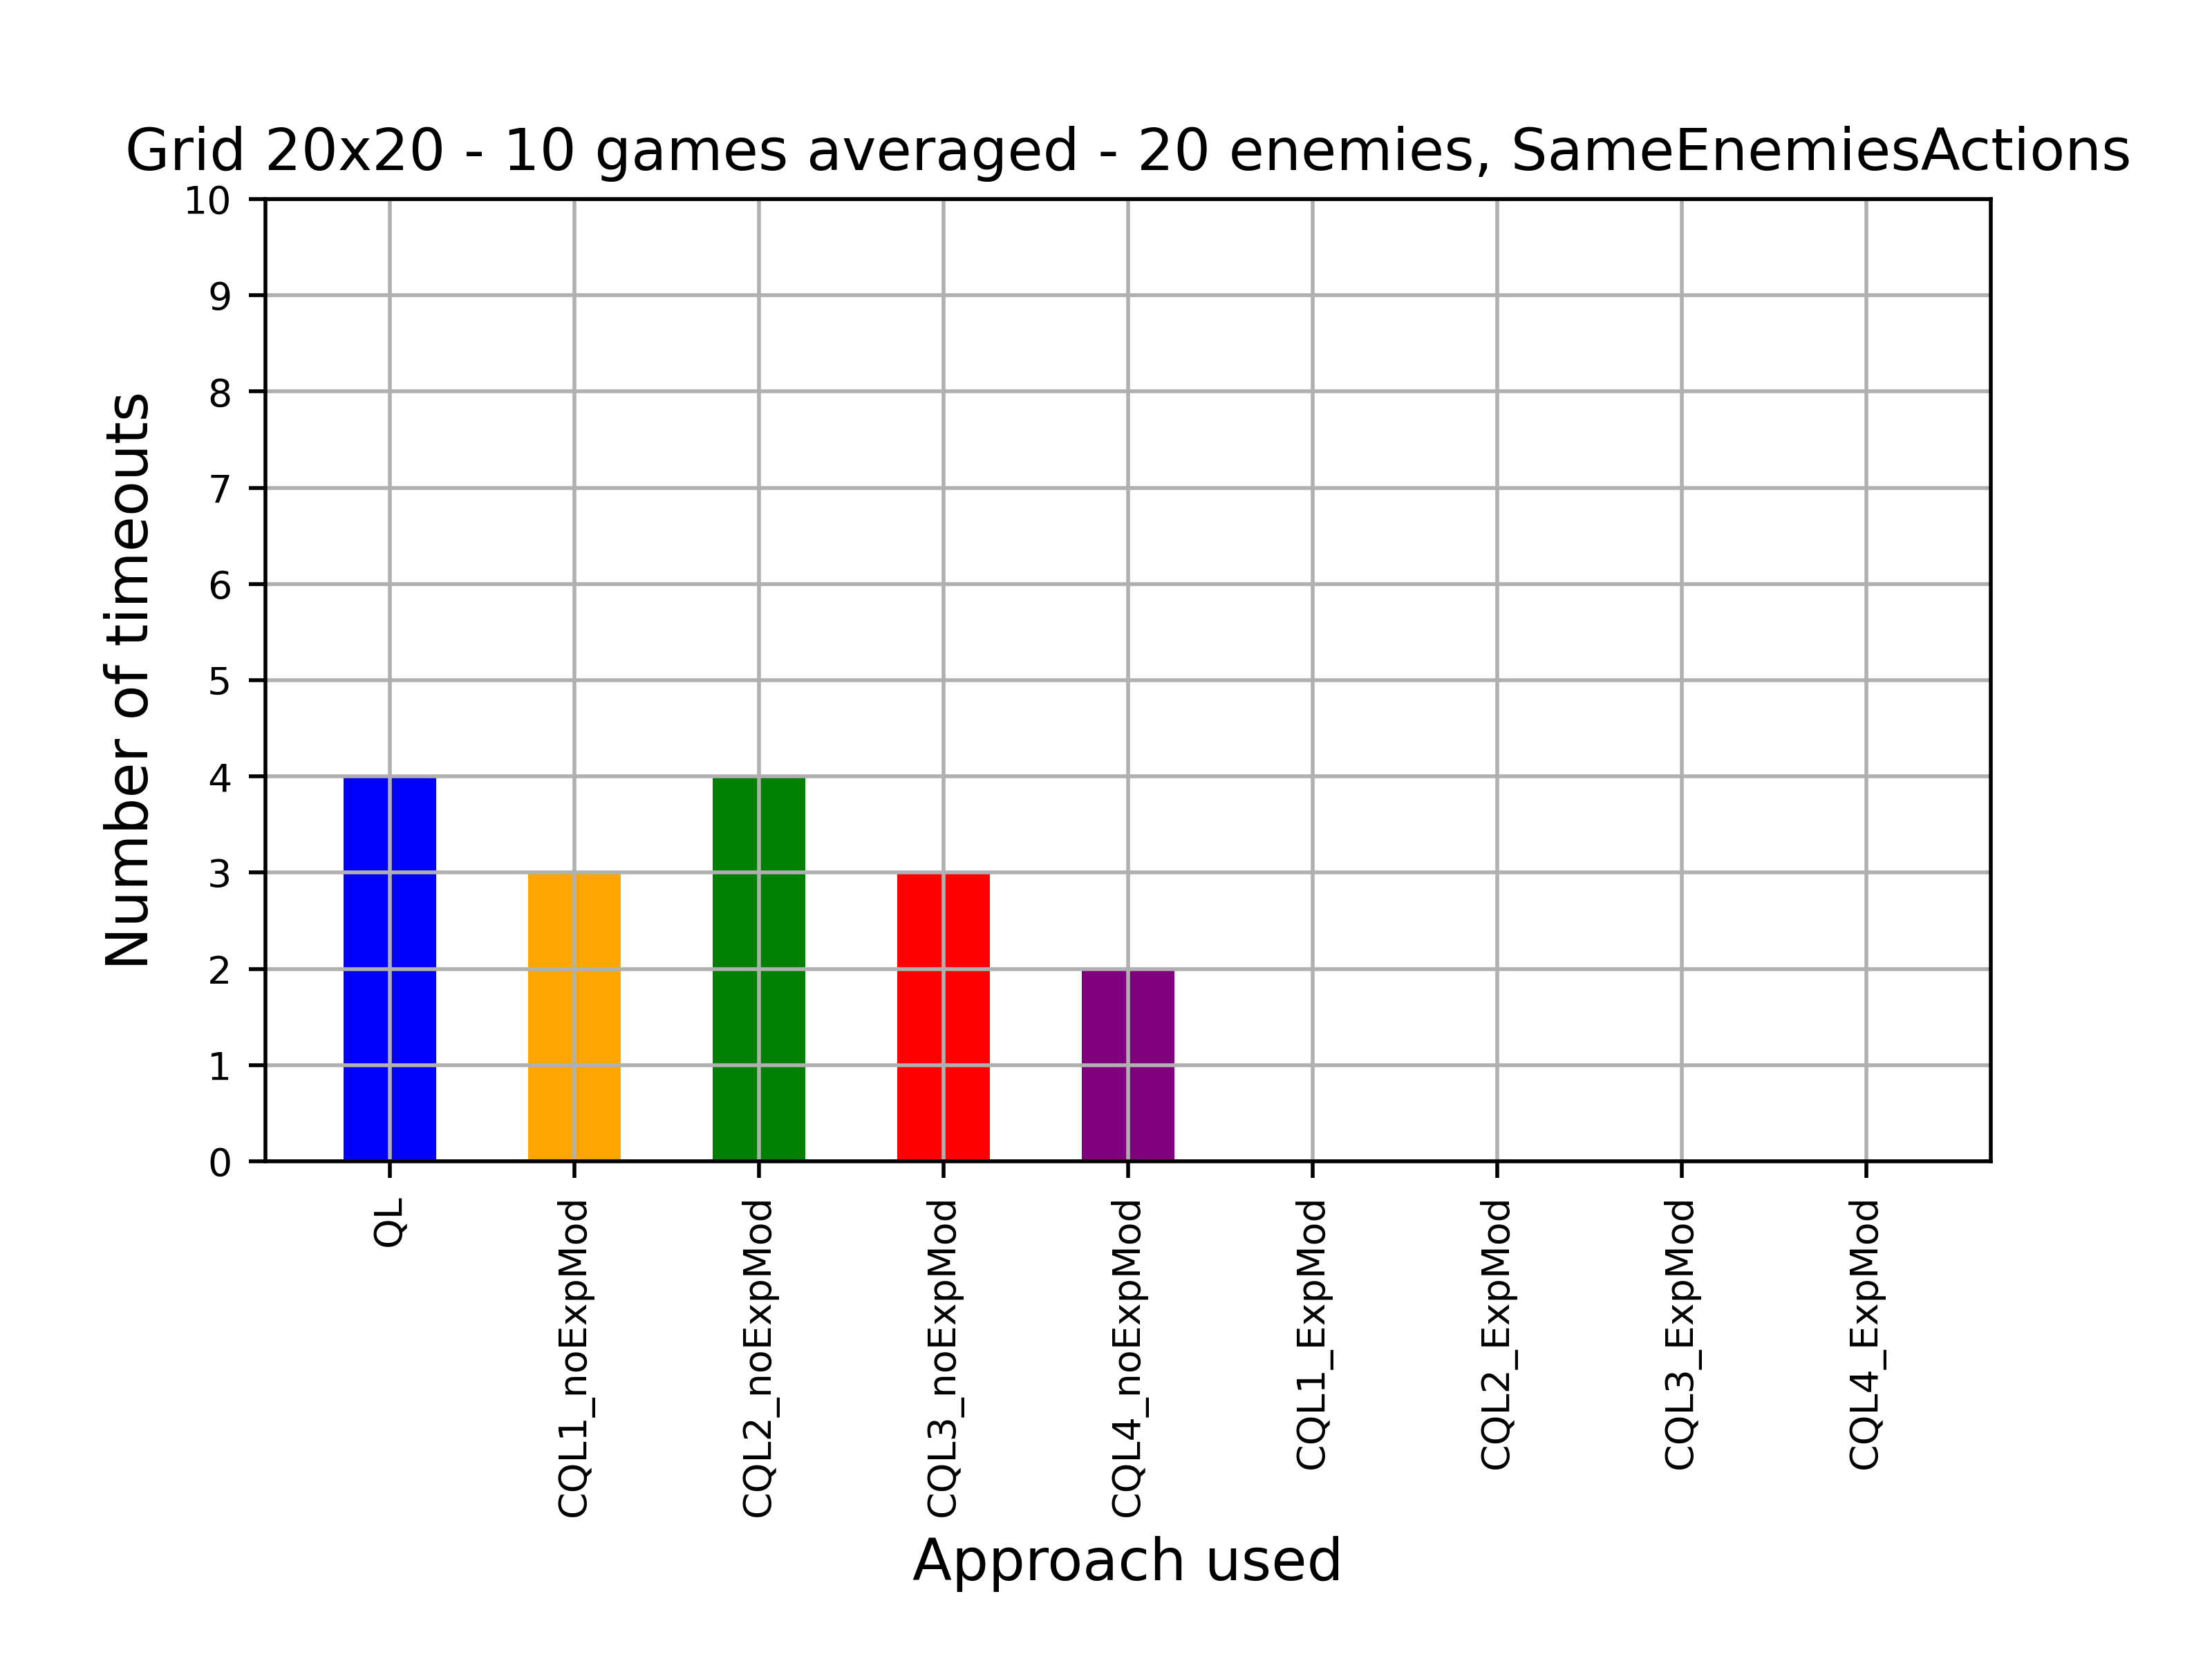 Grid 20x20 - 10 games averaged - 20 enemies, SameEnemiesActions
Number of timeouts
10
9
8
7
6
5
4
3
2
1
0
QL
CQL1_noExpMod
CQL2_noExpMod
CQL3_noExpMod
CQL4_noExpMod
CQL1_ExpMod
CQL2_ExpMod
CQL3_ExpMod
CQL4_ExpMod
Approach used